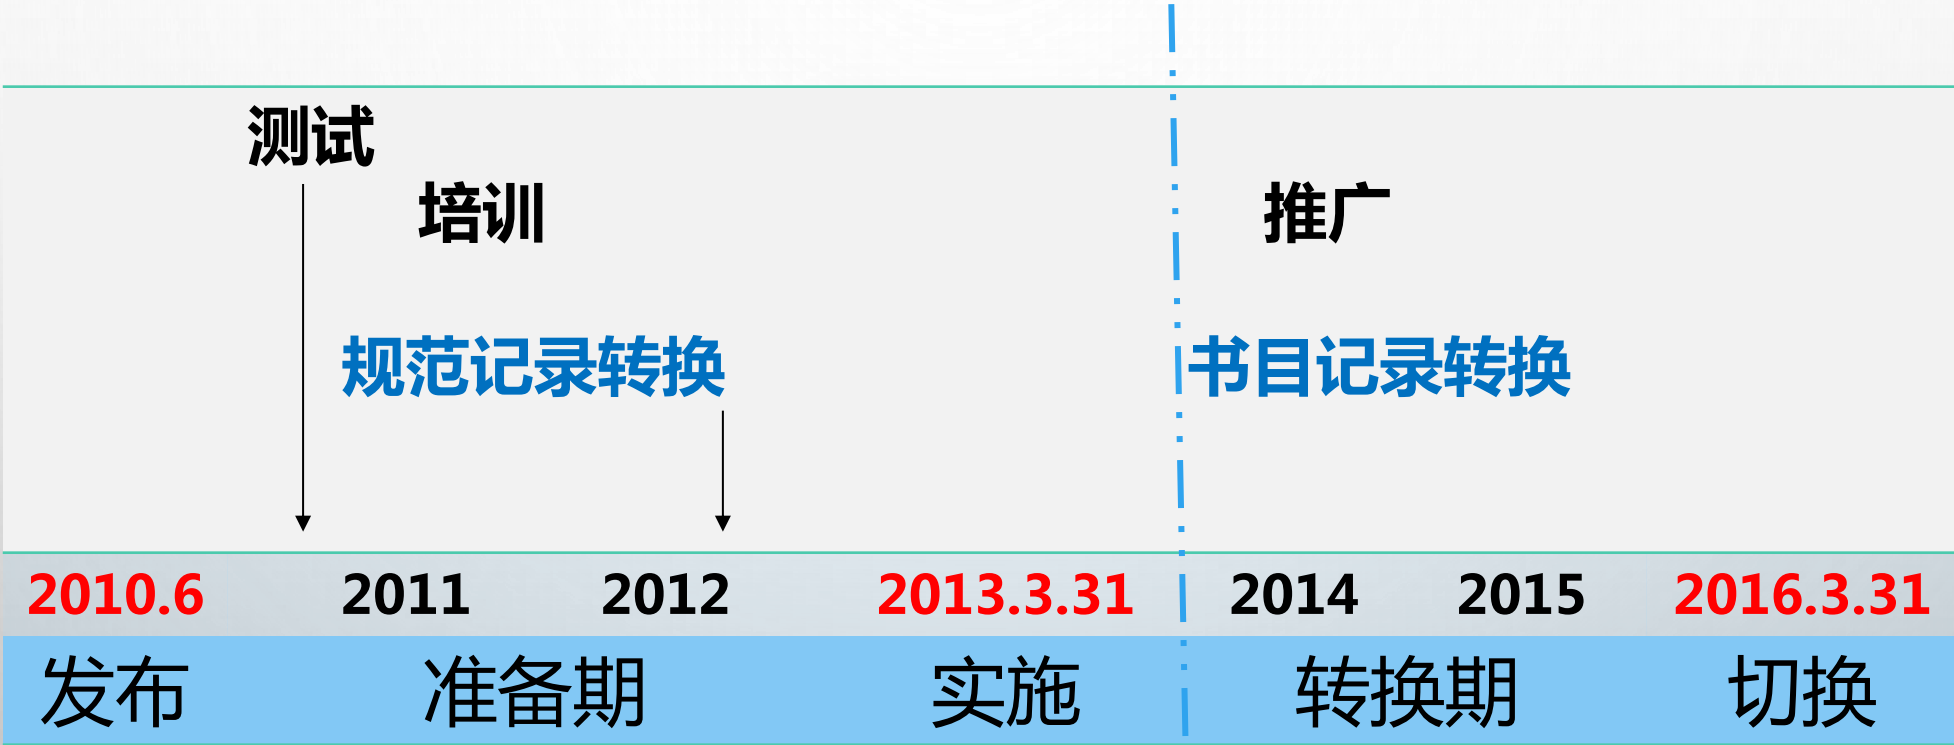 测试
培训 推广
规范记录转换 书目记录转换
2010.6 2011 2012 2013.3.31 2014 2015 2016.3.31
发布 准备期 实施 转换期 切换